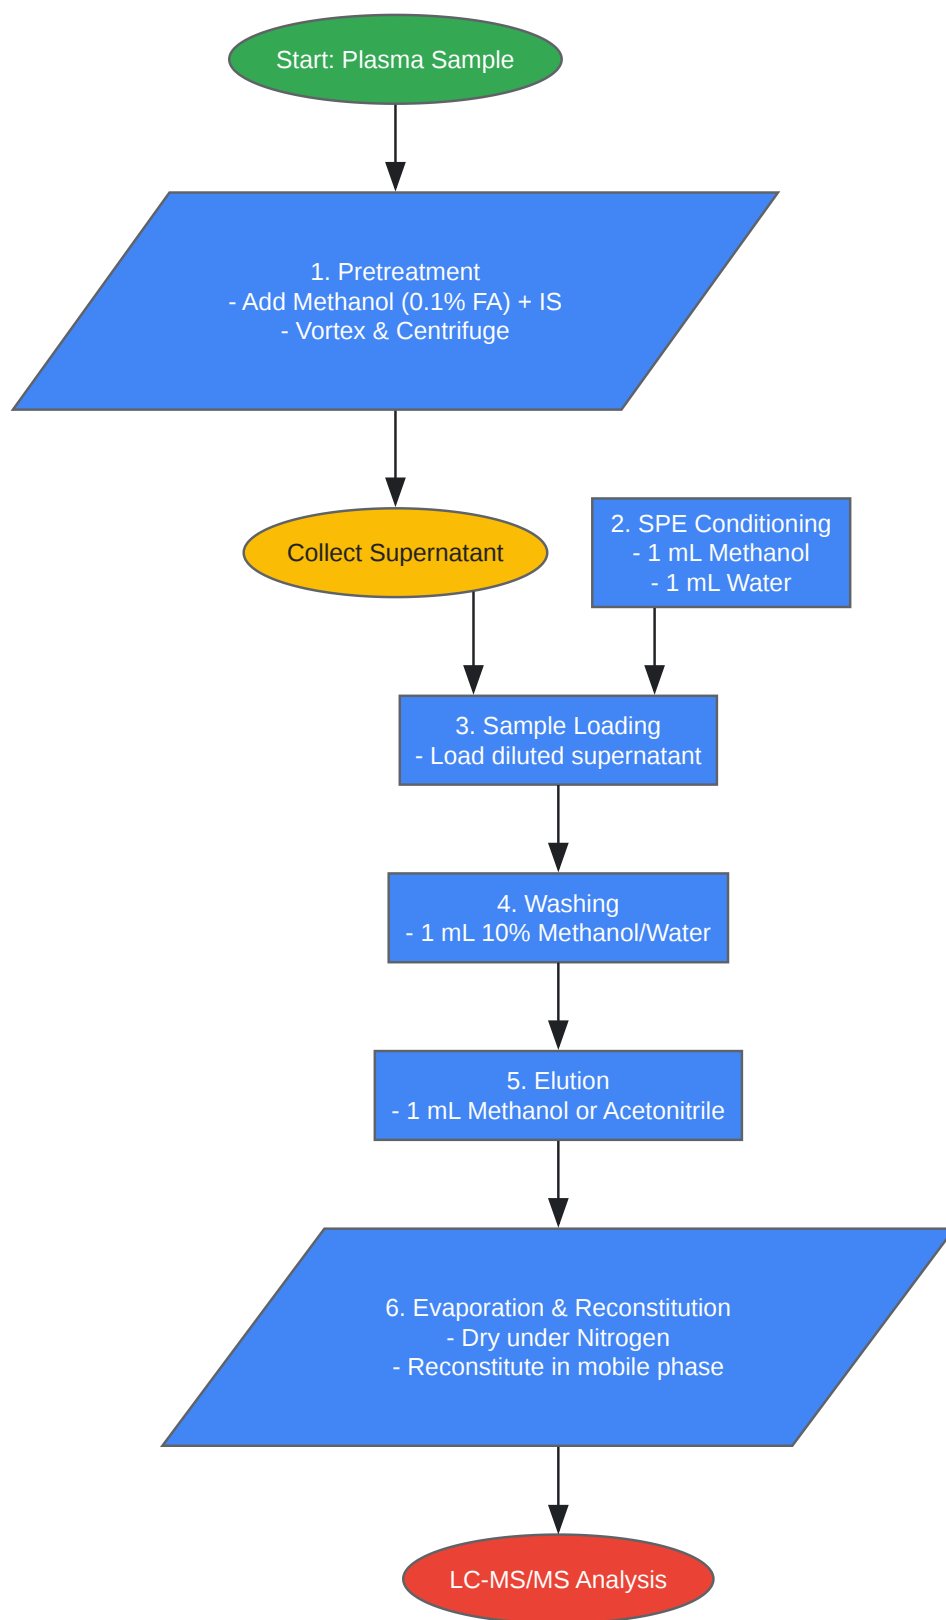 Start: Plasma Sample
1. Pretreatment
- Add Methanol (0.1% FA) + IS
- Vortex & Centrifuge
Collect Supernatant
2. SPE Conditioning
- 1 mL Methanol
- 1 mL Water
3. Sample Loading
- Load diluted supernatant
4. Washing
- 1 mL 10% Methanol/Water
5. Elution
- 1 mL Methanol or Acetonitrile
6. Evaporation & Reconstitution
- Dry under Nitrogen
- Reconstitute in mobile phase
LC-MS/MS Analysis